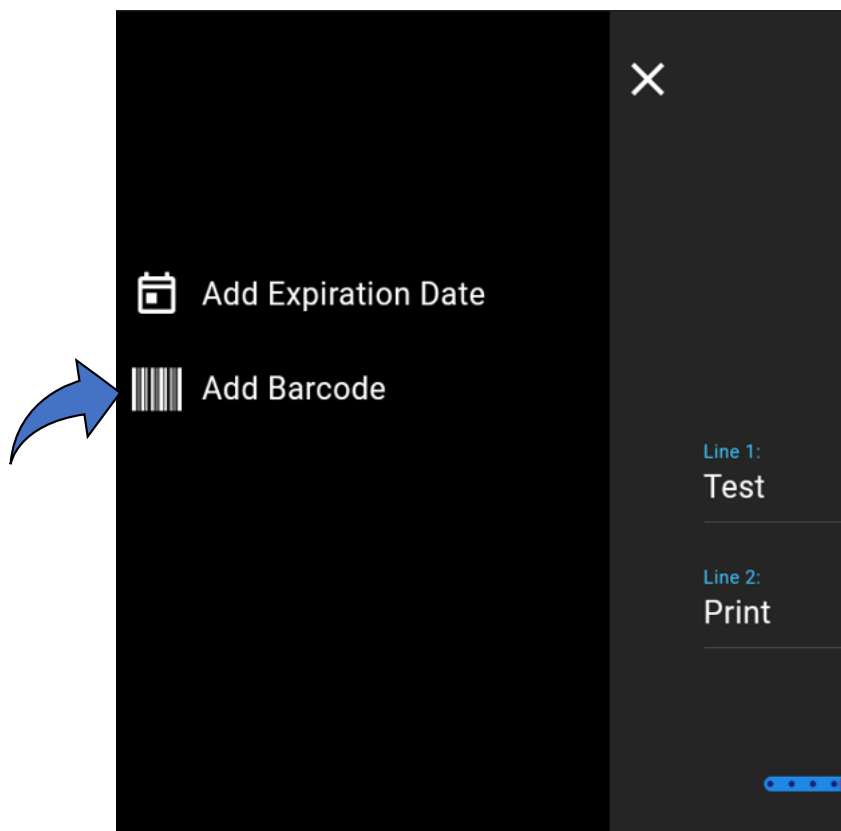 Add Expiration Date
Add Barcode
Line 1:
Test
Line 2:
Print